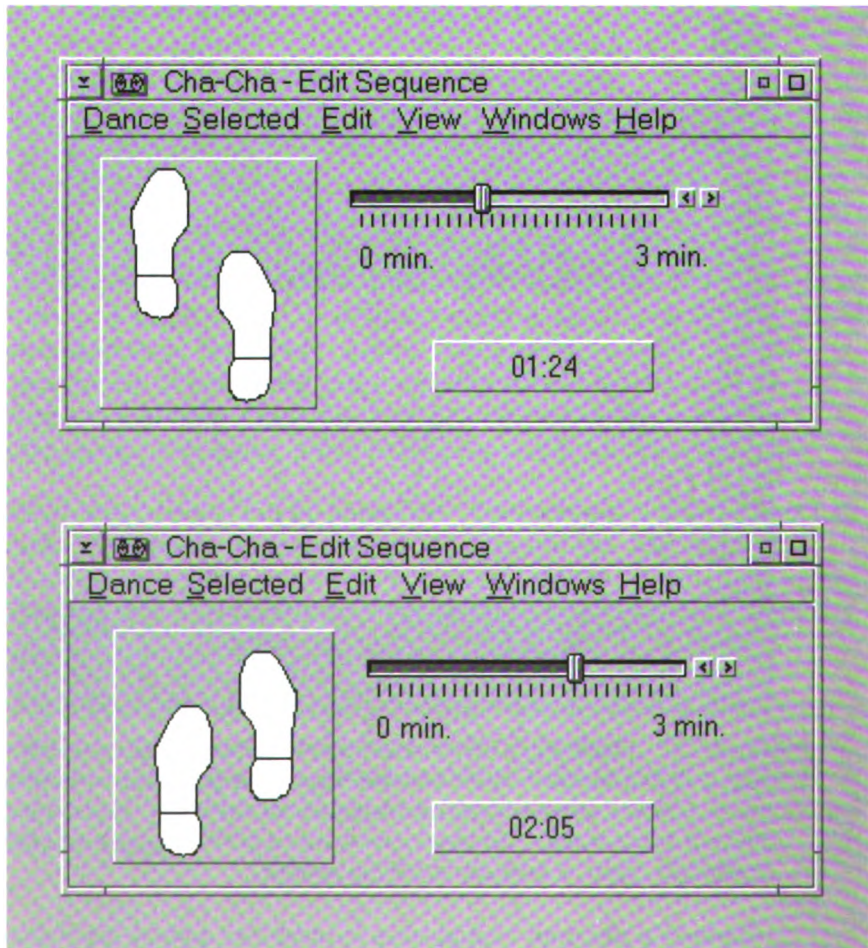 Cha-Cha - Edit Sequence
Dance Selected Edit View Windows Help
0 min. 3 min.
01:24
Cha-Cha - Edit Sequence
Dance Selected Edit View Windows Help
0 min. 3 min.
02:05